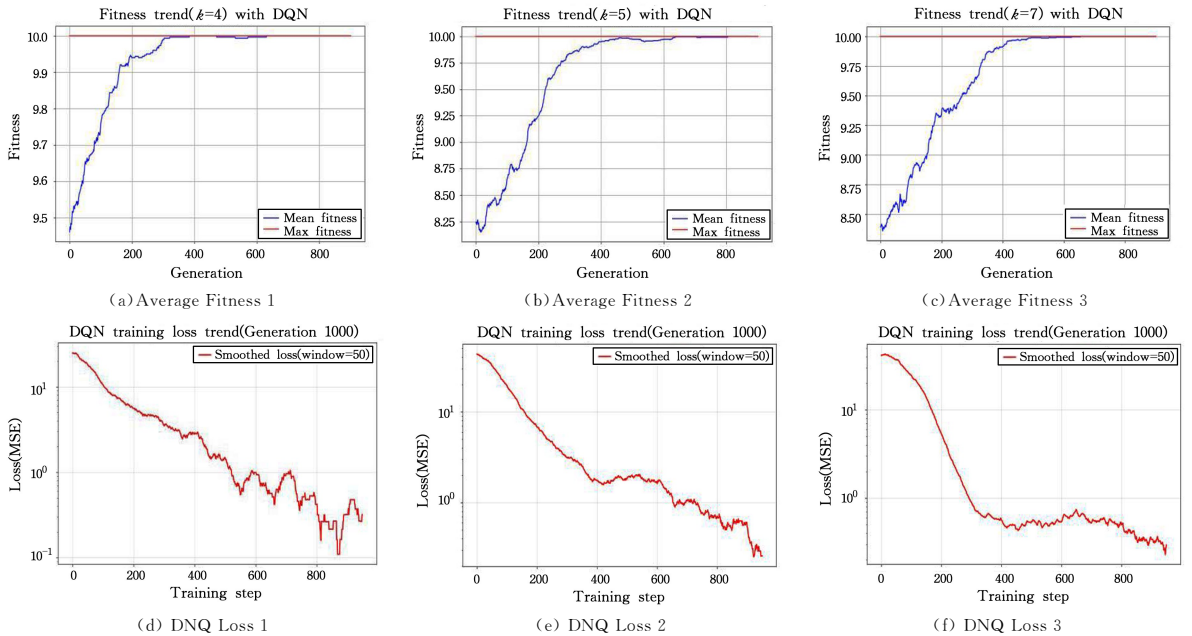 Fitness trend(k=4) with DQN
10.0
9.9
9.8
9.7
9.6
9.5
Fitness
Mean fitness
Max fitness
0 200 400 600 800
Generation
(a)Average Fitness 1
Fitness trend(k=5) with DQN
10.0
9.75
9.50
9.25
9.00
8.75
8.50
8.25
Fitness
Mean fitness
Max fitness
0 200 400 600 800
Generation
(b)Average Fitness 2
Fitness trend(k=7) with DQN
10.00
9.75
9.50
9.25
9.00
8.75
8.50
Fitness
Mean fitness
Max fitness
0 200 400 600 800
Generation
(c)Average Fitness 3
DQN training loss trend(Generation 1000)
Smoothed loss(window=50)
10¹
10⁰
10⁻¹
Loss(MSE)
0 200 400 600 800
Training step
(d) DNQ Loss 1
DQN training loss trend(Generation 1000)
Smoothed loss(window=50)
10¹
10⁰
Loss(MSE)
0 200 400 600 800
Training step
(e) DNQ Loss 2
DQN training loss trend(Generation 1000)
Smoothed loss(window=50)
10¹
10⁰
Loss(MSE)
0 200 400 600 800
Training step
(f) DNQ Loss 3